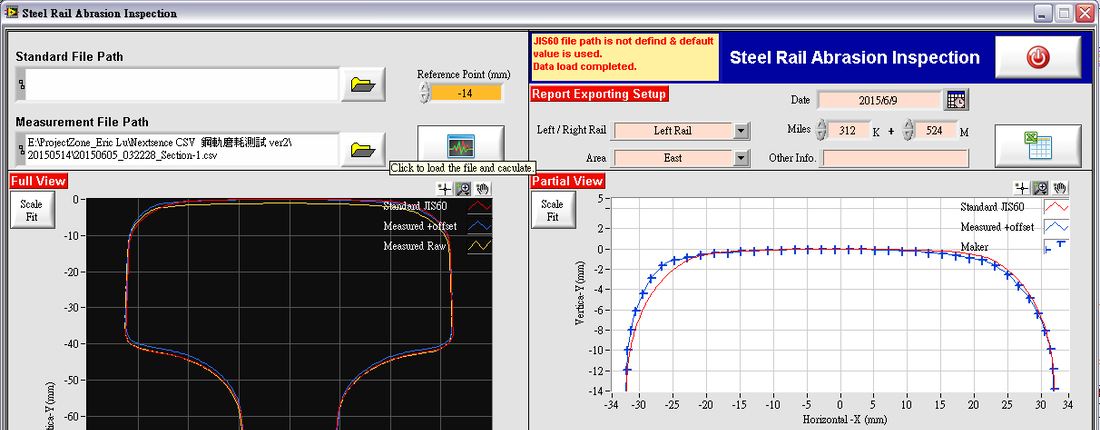 Steel Rail Abrasion Inspection
Standard File Path
Reference Point (mm)
-14
Measurement File Path
E:\ProjectZone_Eric Lu\Nextsence CSV 鋼軌磨耗測試 ver2\
20150514\20150605_032228_Section-1.csv
Click to load the file and caculate.
JIS60 file path is not defind & default
value is used.
Data load completed.
Steel Rail Abrasion Inspection
Report Exporting Setup
Date
2015/6/9
Left / Right Rail
Left Rail
Miles
312
K +
524
M
Area
East
Other Info.
Full View
Scale
Fit
Standard JIS60
Measured +offset
Measured Raw
0
-10
-20
-30
-40
-50
-60
Vertica-Y (mm)
Partial View
Scale
Fit
Standard JIS60
Measured +offset
Maker
5
2
0
-2
-4
-6
-8
-10
-12
-14
Vertica-Y (mm)
-34
-30
-25
-20
-15
-10
-5
0
5
10
15
20
25
30
34
Horizontal -X (mm)